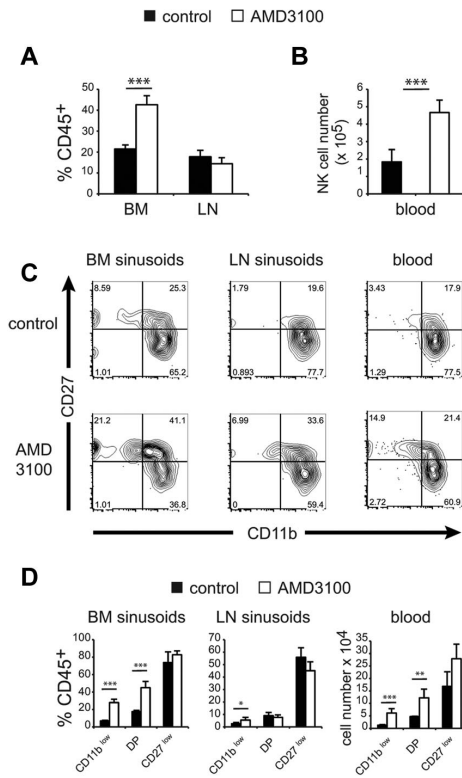 control AMD3100
A
B
% CD45+
50
40
30
20
10
0
***
BM LN
NK cell number
(x 10^5)
6
5
4
3
2
1
0
***
blood
C
BM sinusoids LN sinusoids blood
control
8.59 25.3
1.01 65.2
1.79 19.6
0.893 77.7
3.43 17.9
1.29 77.5
CD27
AMD
3100
21.2 41.1
1.01 36.8
6.99 33.6
0 59.4
14.9 21.4
2.72 60.9
CD11b
D
control AMD3100
BM sinusoids LN sinusoids blood
% CD45+
100
80
60
40
20
0
*** ***
CD11b low DP CD27 low
70
60
50
40
30
20
10
0
*
CD11b low DP CD27 low
cell number x 10^4
35
30
25
20
15
10
5
0
*** **
CD11b low DP CD27 low